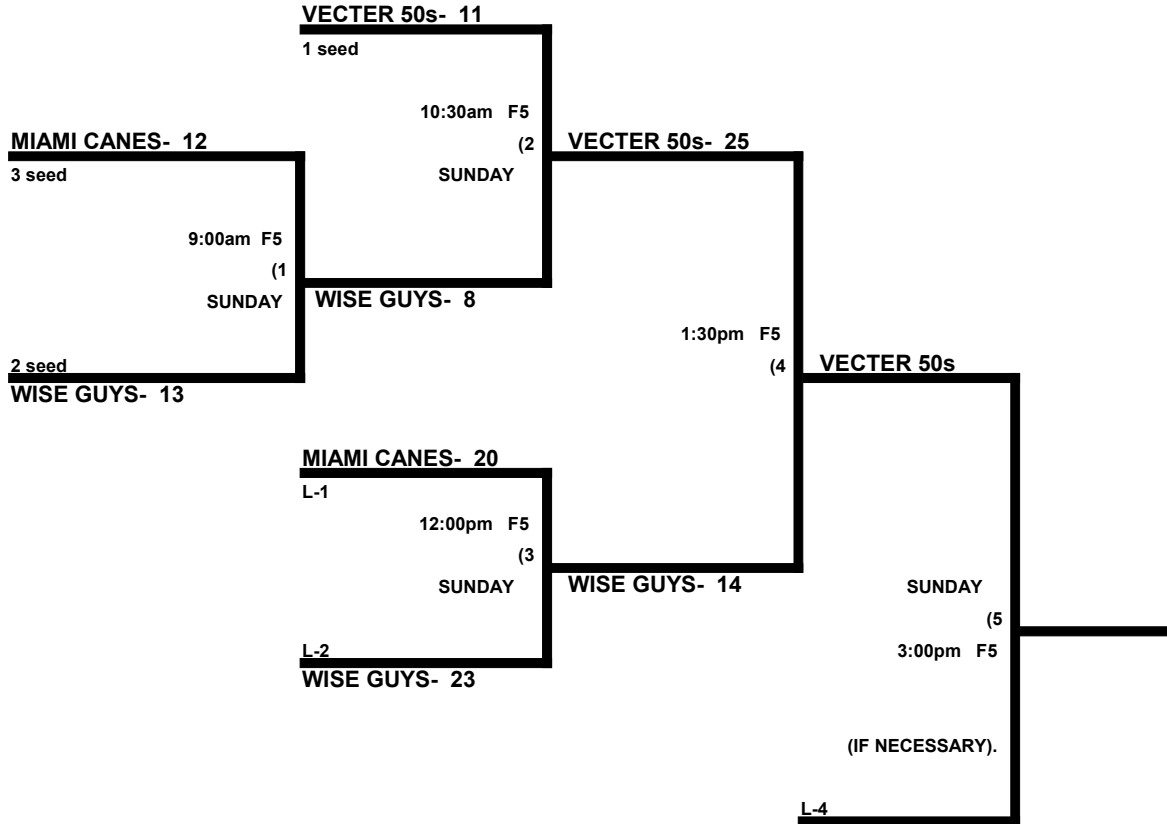 VECTER 50s- 11
1 seed
10:30am F5
(2
SUNDAY
MIAMI CANES- 12
3 seed
VECTER 50s- 25
9:00am F5
(1
SUNDAY
WISE GUYS- 8
2 seed
WISE GUYS- 13
1:30pm F5
(4
VECTER 50s
MIAMI CANES- 20
L-1
12:00pm F5
(3
SUNDAY
WISE GUYS- 14
L-2
WISE GUYS- 23
SUNDAY
(5
3:00pm F5
(IF NECESSARY).
L-4